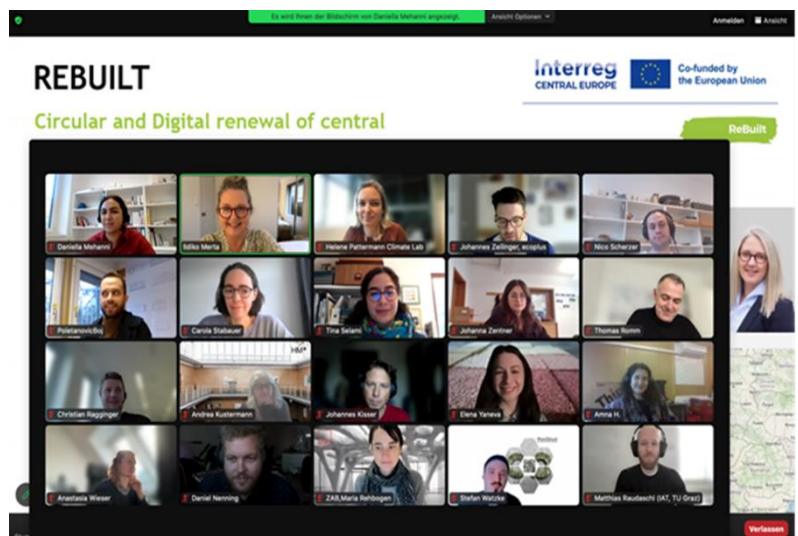 Es wird Ihnen der Bildschirm von Daniella Mehanni angezeigt.
Ansicht Optionen
Anmelden
Ansicht
REBUILT
Interreg
CENTRAL EUROPE
Co-funded by
the European Union
Circular and Digital renewal of central
ReBuilt
Daniella Mehanni
Ildiko Merta
Helene Pattermann Climate Lab
Johannes Zeilinger, ecoplus
Nico Scherzer
PoletanovicBoj
Carola Stabauer
Tina Selami
Johanna Zentner
Thomas Romm
Christian Ragginger
HM
Andrea Kustermann
Johannes Kisser
Elena Yaneva
Amna H.
Anastasia Wieser
Daniel Nenning
ZAB,Maria Rehbogen
Stefan Watzke
Matthias Raudaschl (IAT, TU Graz)
Verlassen